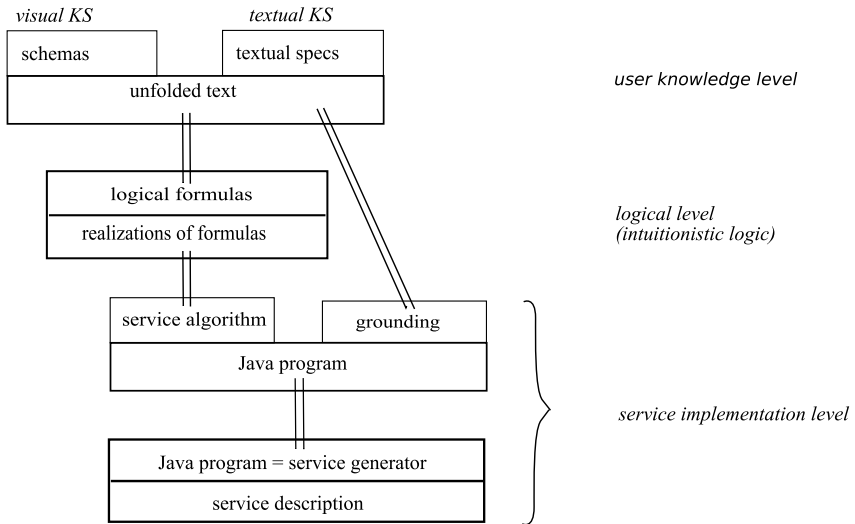 visual KS
textual KS
schemas
textual specs
unfolded text
user knowledge level
logical formulas
realizations of formulas
logical level
(intuitionistic logic)
service algorithm
grounding
Java program
service implementation level
Java program = service generator
service description